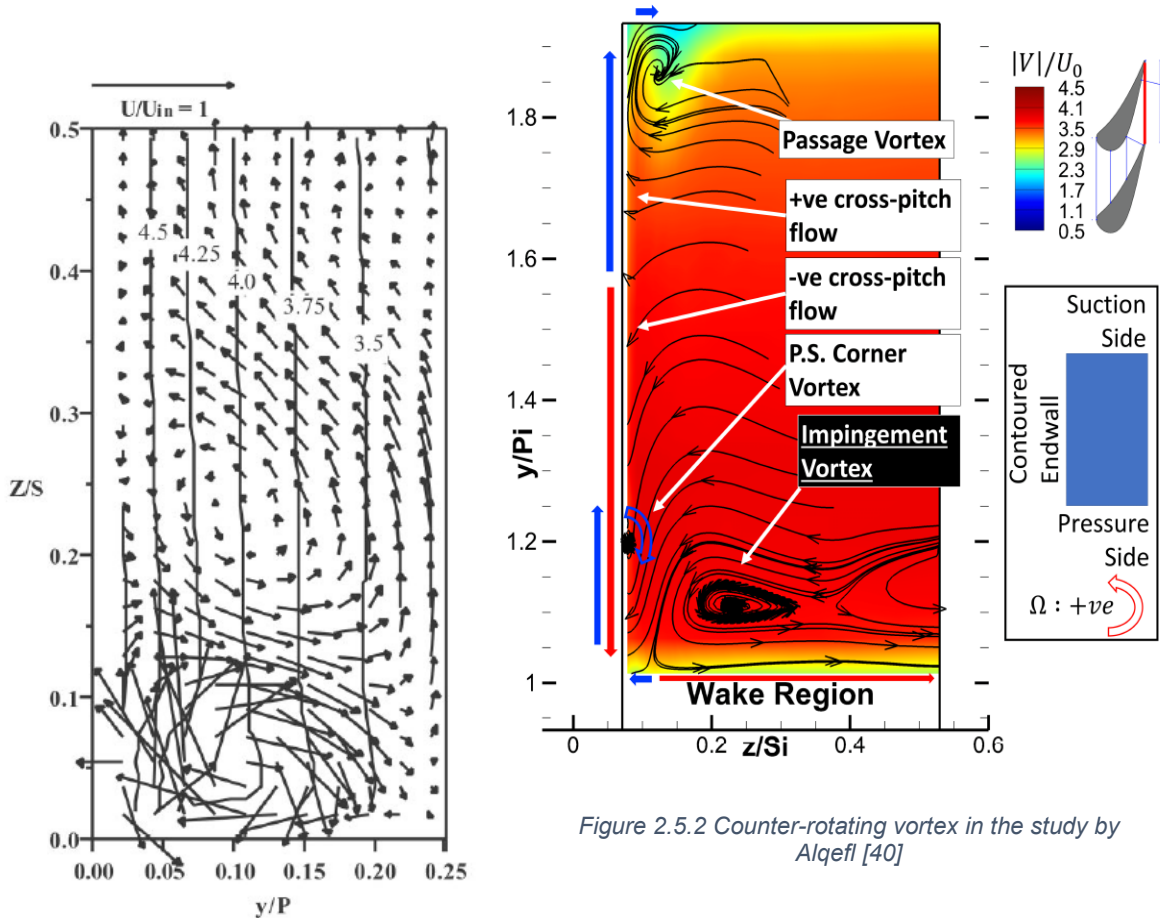 U/Uin = 1
0.5
0.4
0.3
Z/S
0.2
0.1
0.0
0.00 0.05 0.10 0.15 0.20 0.25
y/P
4.5
4.25
4.0
3.75
3.5
1.8
1.6
y/Pi
1.4
1.2
1
0 0.2 0.4 0.6
z/Si
Passage Vortex
+ve cross-pitch
flow
-ve cross-pitch
flow
P.S. Corner
Vortex
Impingement
Vortex
Wake Region
|V|/U0
4.5
4.1
3.5
2.9
2.3
1.7
1.1
0.5
Suction
Side
Contoured
Endwall
Pressure
Side
Ω : +ve
Figure 2.5.2 Counter-rotating vortex in the study by
Alqefl [40]